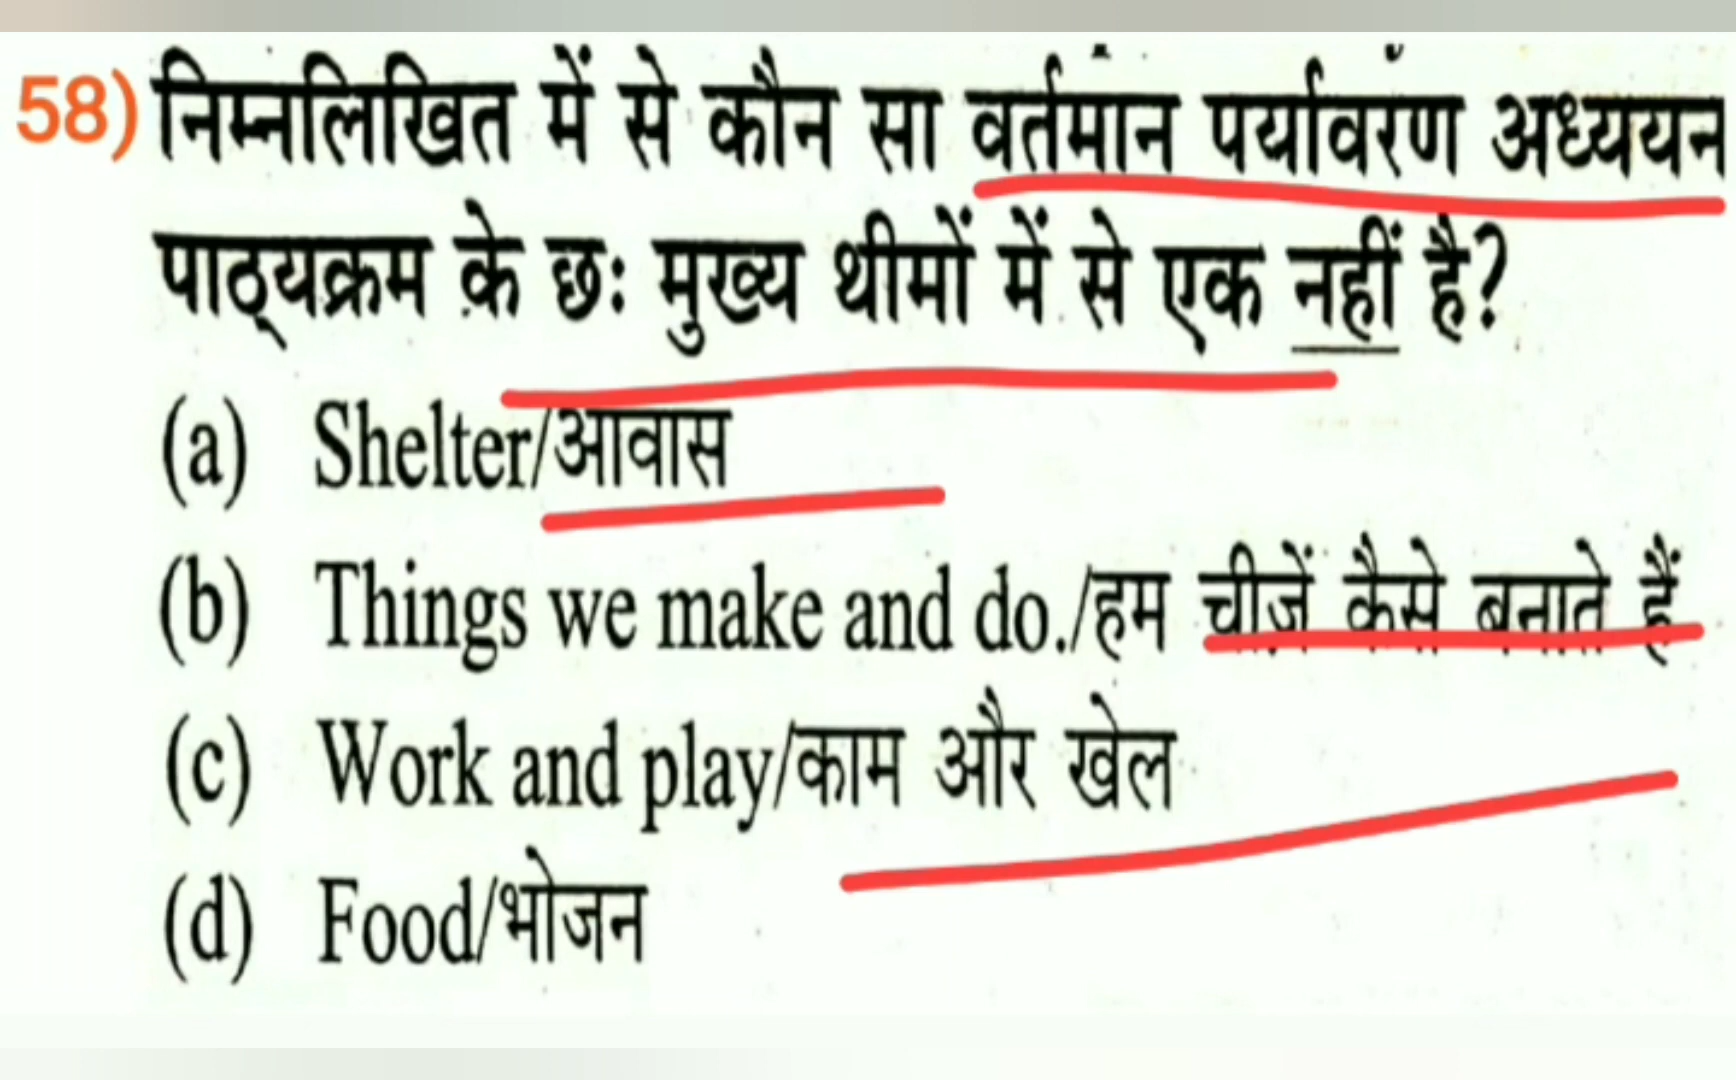 58) निम्नलिखित में से कौन सा वर्तमान पर्यावरण अध्ययन
पाठ्यक्रम के छः मुख्य थीमों में से एक नहीं है?
(a) Shelter/आवास
(b) Things we make and do./हम चीज़ें कैसे बनाते हैं
(c) Work and play/काम और खेल
(d) Food/भोजन